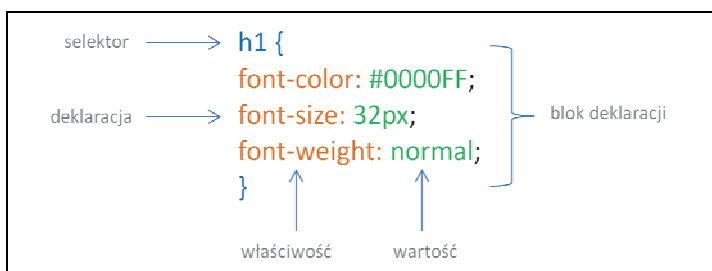 selektor h1 {
font-color: #0000FF;
deklaracja font-size: 32px; blok deklaracji
font-weight: normal;
}
właściwość wartość